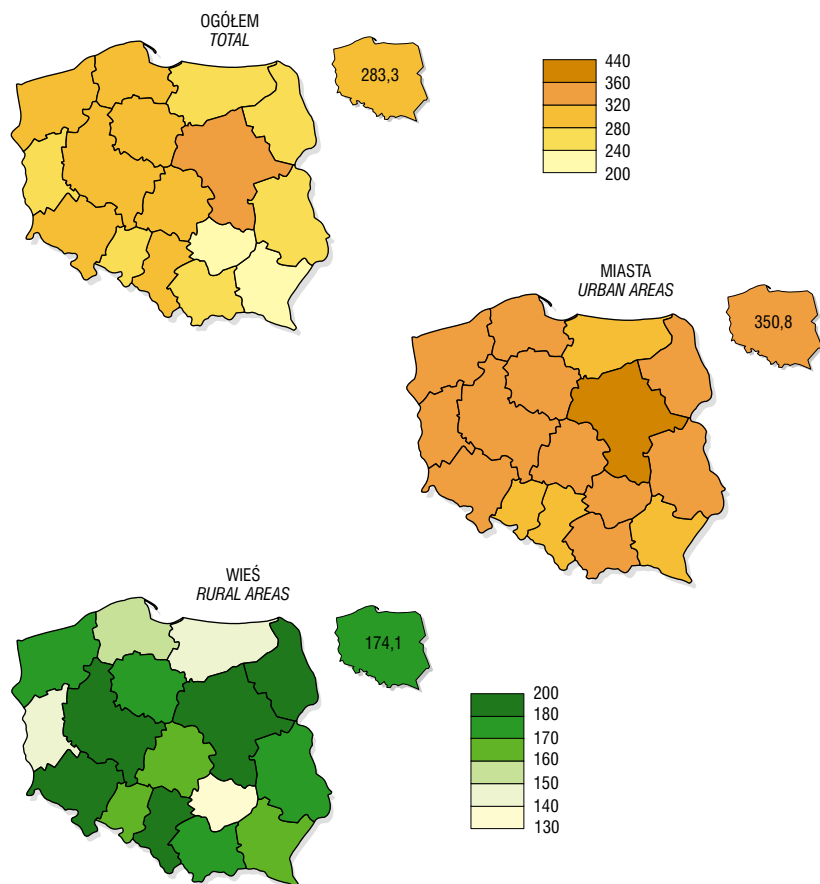 OGÓŁEM
TOTAL
283,3
440
360
320
280
240
200
MIASTA
URBAN AREAS
350,8
WIEŚ
RURAL AREAS
174,1
200
180
170
160
150
140
130